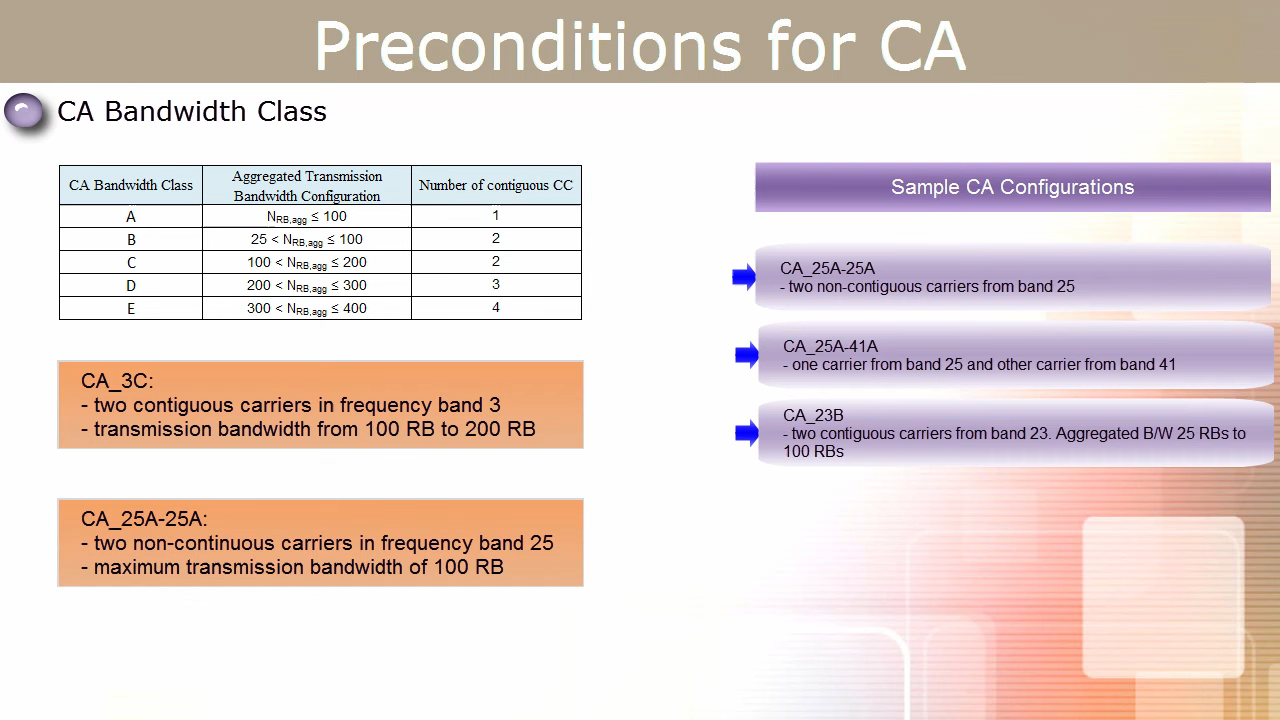 Preconditions for CA
CA Bandwidth Class
CA Bandwidth Class | Aggregated Transmission Bandwidth Configuration | Number of contiguous CC
A | NRB,agg ≤ 100 | 1
B | 25 < NRB,agg ≤ 100 | 2
C | 100 < NRB,agg ≤ 200 | 2
D | 200 < NRB,agg ≤ 300 | 3
E | 300 < NRB,agg ≤ 400 | 4
CA_3C:
- two contiguous carriers in frequency band 3
- transmission bandwidth from 100 RB to 200 RB
CA_25A-25A:
- two non-continuous carriers in frequency band 25
- maximum transmission bandwidth of 100 RB
Sample CA Configurations
CA_25A-25A
- two non-contiguous carriers from band 25
CA_25A-41A
- one carrier from band 25 and other carrier from band 41
CA_23B
- two contiguous carriers from band 23. Aggregated B/W 25 RBs to
100 RBs